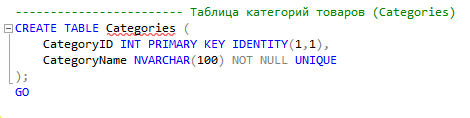 ------------------------ Таблица категорий товаров (Categories)
CREATE TABLE Categories (
    CategoryID INT PRIMARY KEY IDENTITY(1,1),
    CategoryName NVARCHAR(100) NOT NULL UNIQUE
);
GO